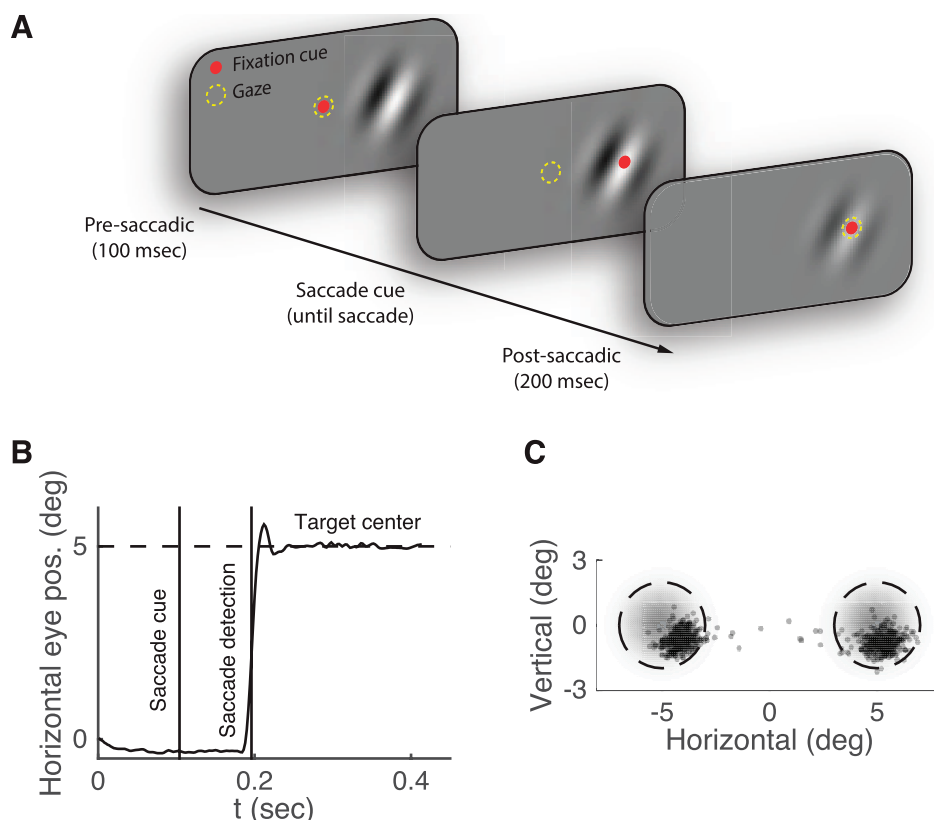 A
Fixation cue
Gaze
Pre-saccadic
(100 msec)
Saccade cue
(until saccade)
Post-saccadic
(200 msec)
B
Horizontal eye pos. (deg)
5
0
Saccade cue
Saccade detection
Target center
0
0.2
0.4
t (sec)
C
Vertical (deg)
3
0
-3
-5
0
5
Horizontal (deg)